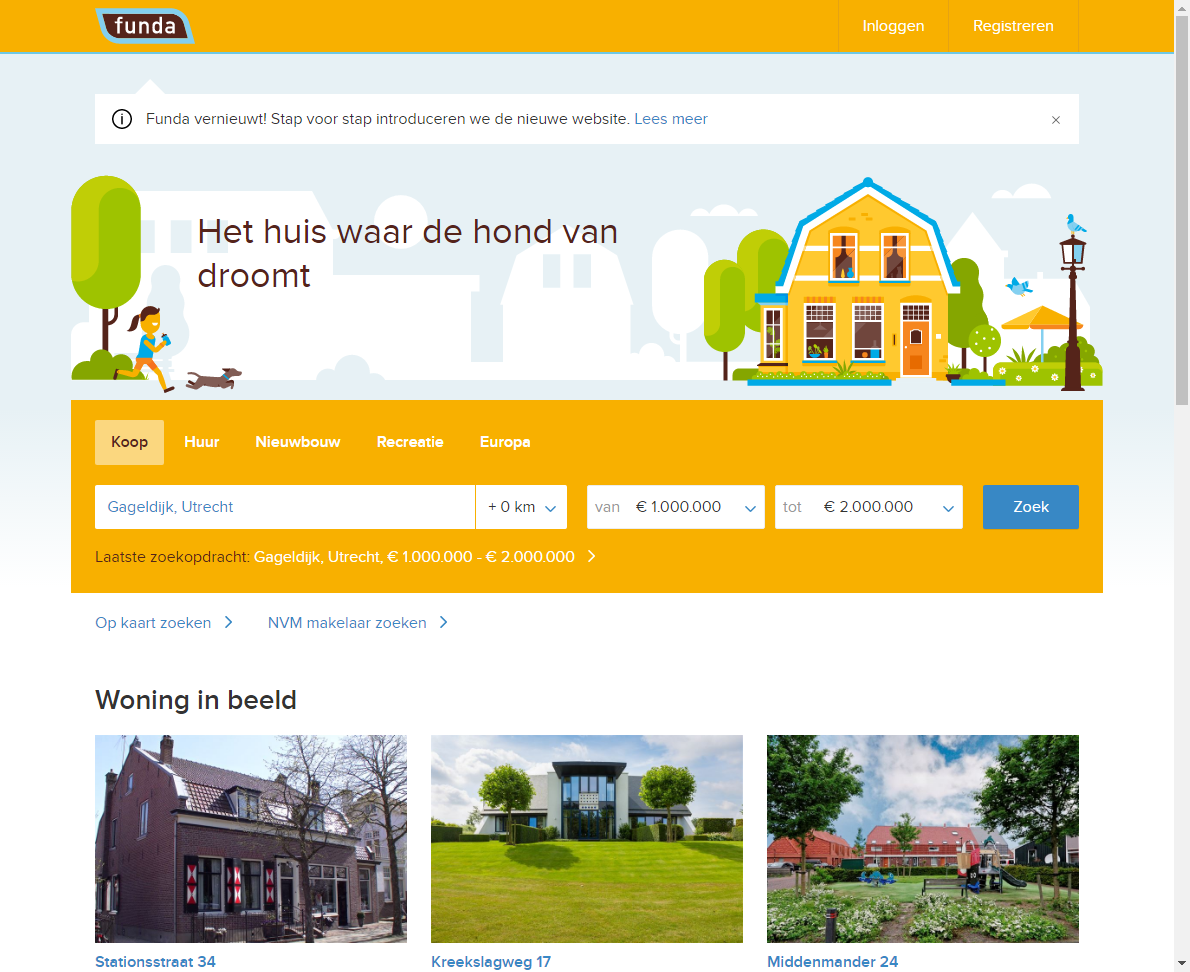 funda
Inloggen
Registreren
Funda vernieuwt! Stap voor stap introduceren we de nieuwe website. Lees meer
Het huis waar de hond van
droomt
Koop
Huur
Nieuwbouw
Recreatie
Europa
Gageldijk, Utrecht
+ 0 km
van € 1.000.000
tot € 2.000.000
Zoek
Laatste zoekopdracht: Gageldijk, Utrecht, € 1.000.000 - € 2.000.000
Op kaart zoeken
NVM makelaar zoeken
Woning in beeld
Stationsstraat 34
Kreekslagweg 17
Middenmander 24